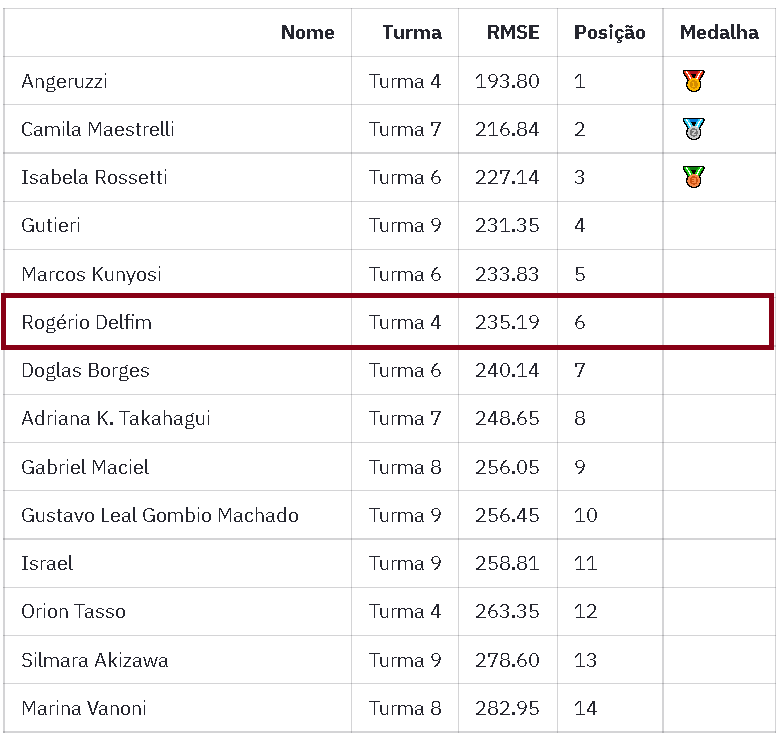 Nome Turma RMSE Posição Medalha
Angeruzzi Turma 4 193.80 1
Camila Maestrelli Turma 7 216.84 2
Isabela Rossetti Turma 6 227.14 3
Gutieri Turma 9 231.35 4
Marcos Kunyosi Turma 6 233.83 5
Rogério Delfim Turma 4 235.19 6
Doglas Borges Turma 6 240.14 7
Adriana K. Takahagui Turma 7 248.65 8
Gabriel Maciel Turma 8 256.05 9
Gustavo Leal Gombio Machado Turma 9 256.45 10
Israel Turma 9 258.81 11
Orion Tasso Turma 4 263.35 12
Silmara Akizawa Turma 9 278.60 13
Marina Vanoni Turma 8 282.95 14